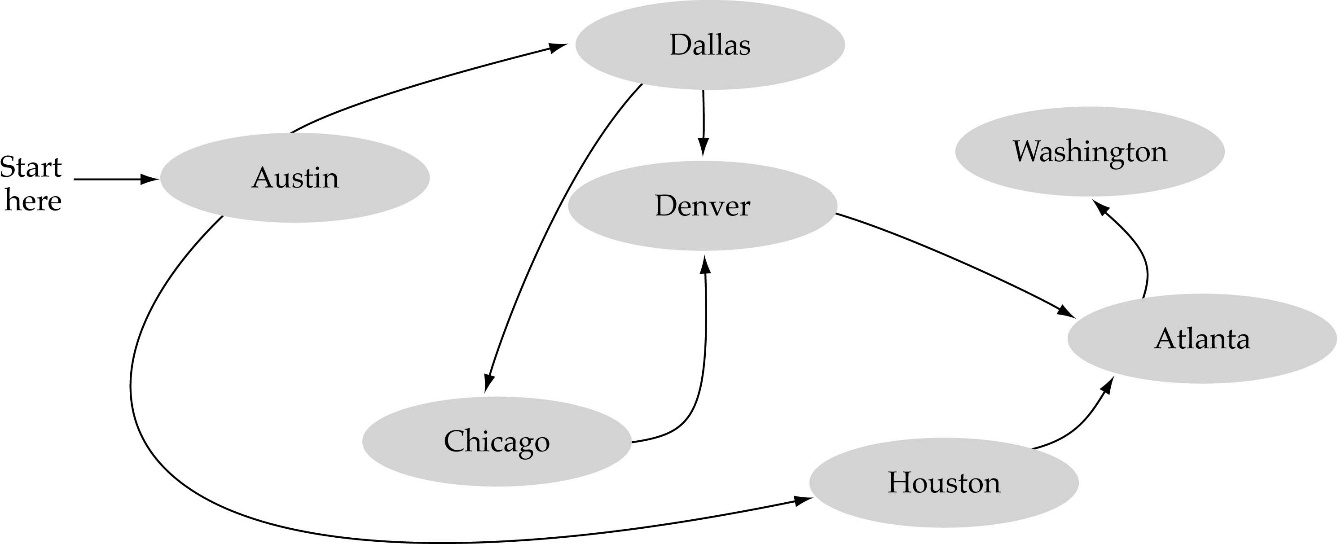 Dallas
Washington
Start
here
Austin
Denver
Atlanta
Chicago
Houston